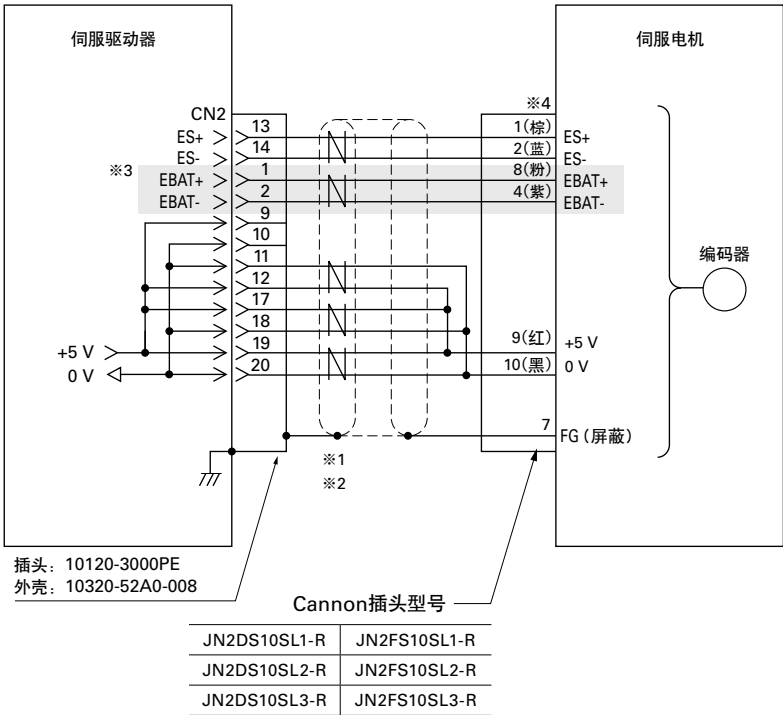 伺服驱动器
伺服电机
CN2
※4
ES+
13
1(棕)
ES+
ES-
14
2(蓝)
ES-
※3
EBAT+
1
8(粉)
EBAT+
EBAT-
2
4(紫)
EBAT-
9
10
11
12
17
18
编码器
+5 V
19
9(红)
+5 V
0 V
20
10(黑)
0 V
7
FG (屏蔽)
※1
※2
插头：10120-3000PE
外壳：10320-52A0-008
Cannon插头型号
JN2DS10SL1-R JN2FS10SL1-R
JN2DS10SL2-R JN2FS10SL2-R
JN2DS10SL3-R JN2FS10SL3-R